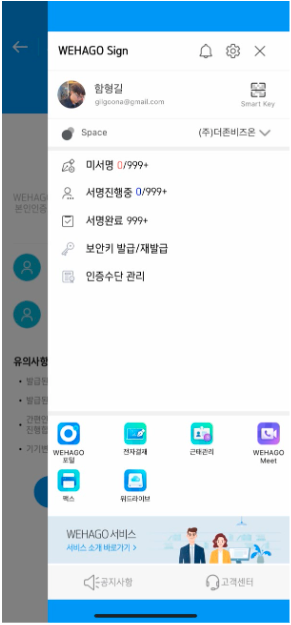 WEHAGO Sign
함형길
grigoona@gmail.com
Smart Key
Space
(주)더존비즈온
미서명 0/999+
서명진행중 0/999+
서명완료 999+
보안키 발급/재발급
인증수단 관리
WEHAG
본인인증
유의사항
• 발급된
• 발급된
• 간편인
진행합
• 기기변
WEHAGO
포털
전자결재
근태관리
WEHAGO
Meet
팩스
위드라이브
WEHAGO 서비스
서비스 소개 바로가기 >
공지사항
고객센터